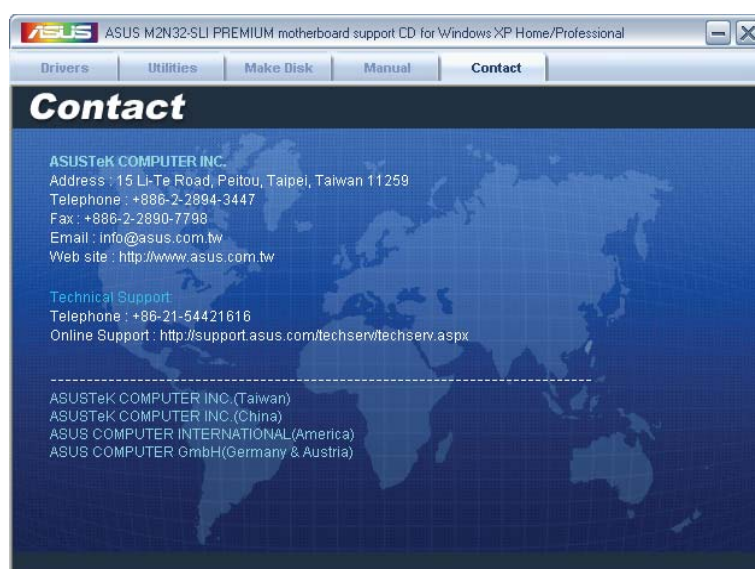 ASUS ASUS M2N32-SLI PREMIUM motherboard support CD for Windows XP Home/Professional
Drivers Utilities Make Disk Manual Contact
Contact
ASUSTeK COMPUTER INC.
Address : 15 Li-Te Road, Peitou, Taipei, Taiwan 11259
Telephone : +886-2-2894-3447
Fax : +886-2-2890-7798
Email : info@asus.com.tw
Web site : http://www.asus.com.tw
Technical Support
Telephone : +86-21-54421616
Online Support : http://support.asus.com/techserv/techserv.aspx
ASUSTeK COMPUTER INC.(Taiwan)
ASUSTeK COMPUTER INC.(China)
ASUS COMPUTER INTERNATIONAL(America)
ASUS COMPUTER GmbH(Germany & Austria)